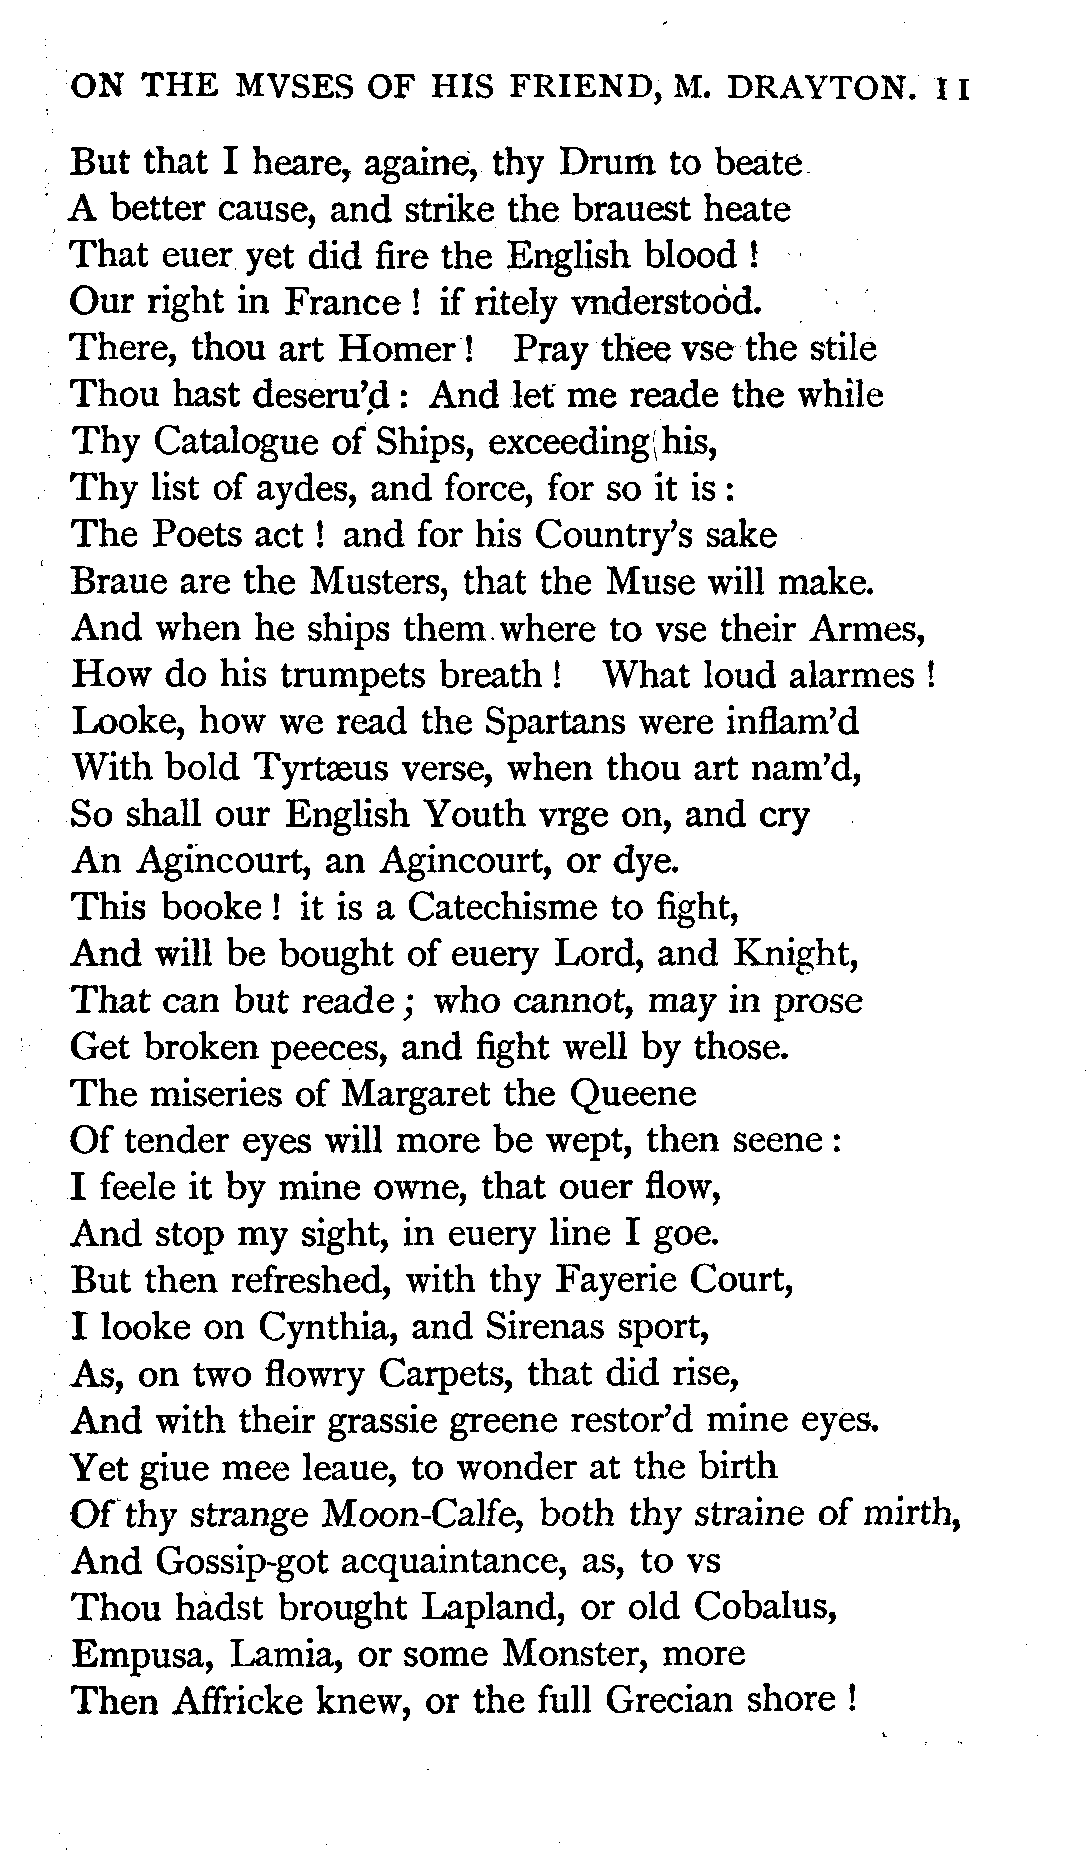 ON THE MVSES OF HIS FRIEND, M. DRAYTON. 11
But that I heare, againe, thy Drum to beate
A better cause, and strike the brauest heate
That euer yet did fire the English blood !
Our right in France ! if ritely vnderstood.
There, thou art Homer ! Pray thee vse the stile
Thou hast deseru'd : And let me reade the while
Thy Catalogue of Ships, exceeding his,
Thy list of aydes, and force, for so it is :
The Poets act ! and for his Country's sake
Braue are the Musters, that the Muse will make.
And when he ships them where to vse their Armes,
How do his trumpets breath ! What loud alarmes !
Looke, how we read the Spartans were inflam'd
With bold Tyrtæus verse, when thou art nam'd,
So shall our English Youth vrge on, and cry
An Agincourt, an Agincourt, or dye.
This booke ! it is a Catechisme to fight,
And will be bought of euery Lord, and Knight,
That can but reade ; who cannot, may in prose
Get broken peeces, and fight well by those.
The miseries of Margaret the Queene
Of tender eyes will more be wept, then seene :
I feele it by mine owne, that ouer flow,
And stop my sight, in euery line I goe.
But then refreshed, with thy Fayerie Court,
I looke on Cynthia, and Sirenas sport,
As, on two flowry Carpets, that did rise,
And with their grassie greene restor'd mine eyes.
Yet giue mee leaue, to wonder at the birth
Of thy strange Moon-Calfe, both thy straine of mirth,
And Gossip-got acquaintance, as, to vs
Thou hadst brought Lapland, or old Cobalus,
Empusa, Lamia, or some Monster, more
Then Affricke knew, or the full Grecian shore !